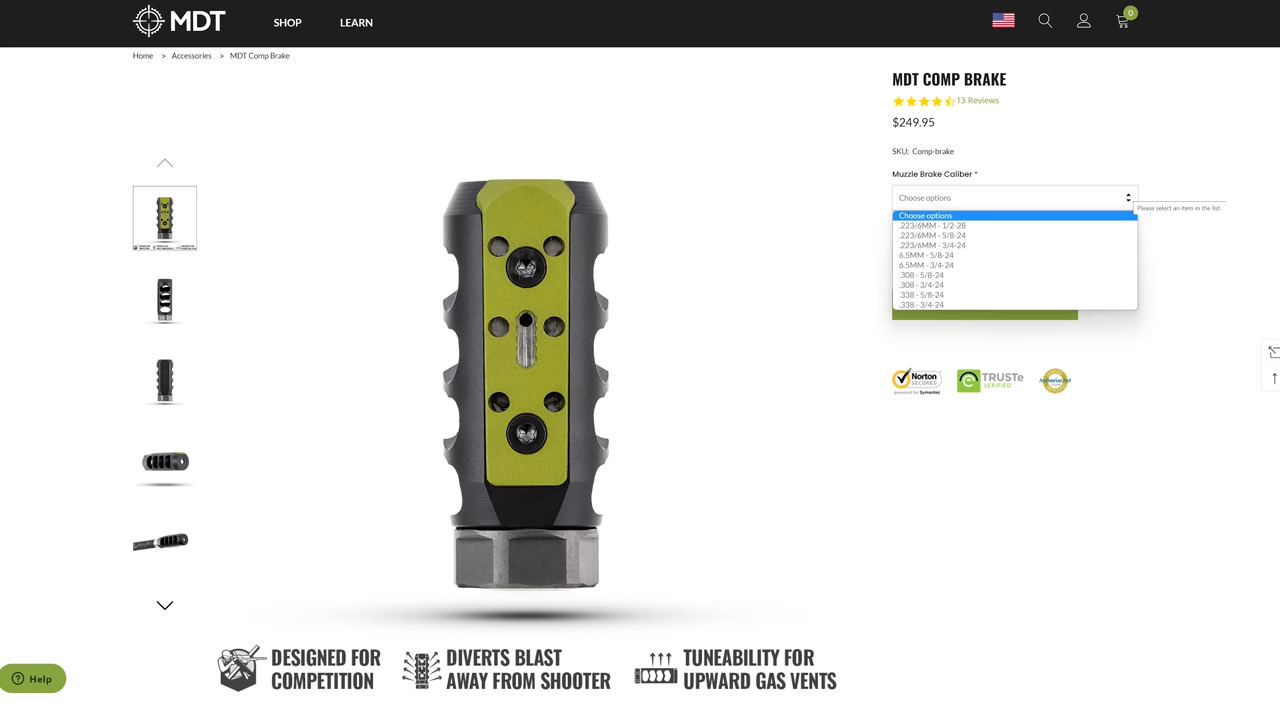 MDT
SHOP
LEARN
0
Home > Accessories > MDT Comp Brake
MDT COMP BRAKE
13 Reviews
$249.95
SKU: Comp-brake
Muzzle Brake Caliber *
Choose options
Please select an item in the list.
Choose options
.223/6MM - 1/2-28
.223/6MM - 5/8-24
.223/6MM - 3/4-24
6.5MM - 5/8-24
6.5MM - 3/4-24
.308 - 5/8-24
.308 - 3/4-24
.338 - 5/8-24
.338 - 3/4-24
Norton
SECURED
powered by Symantec
TRUSTe
VERIFIED
Authorize.Net
DESIGNED FOR
COMPETITION
DIVERTS BLAST
AWAY FROM SHOOTER
TUNEABILITY FOR
UPWARD GAS VENTS
Help